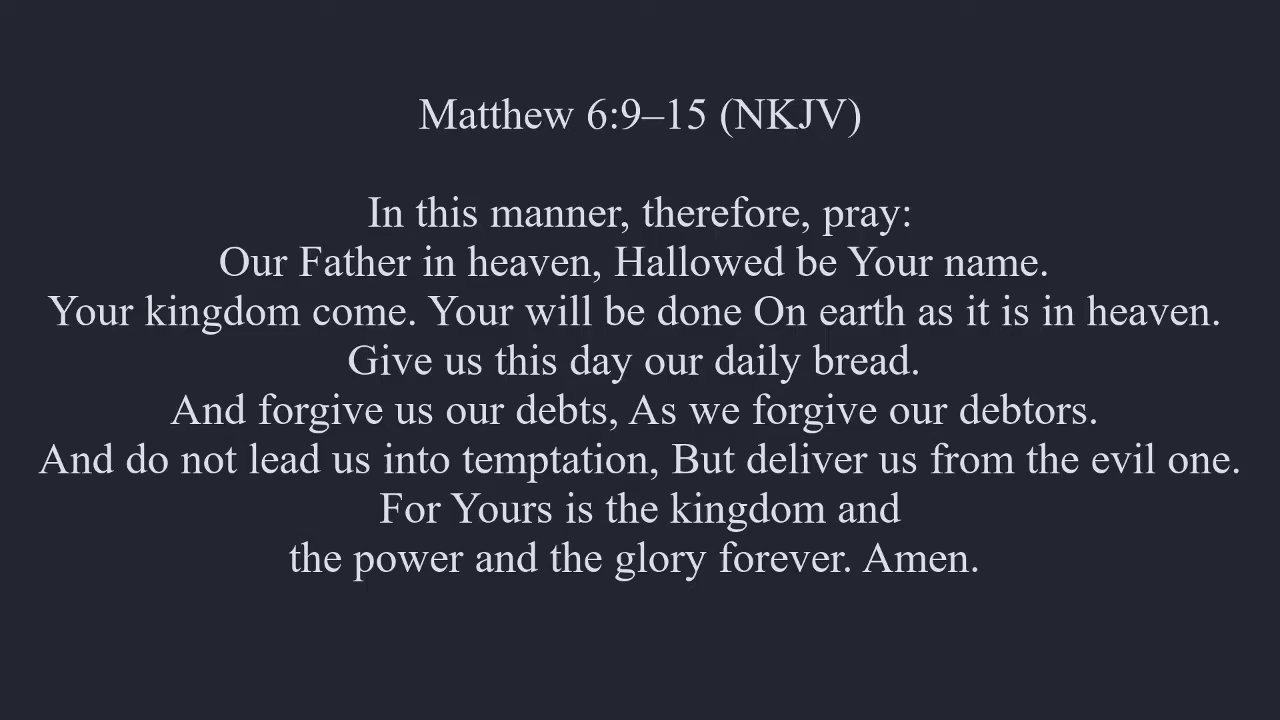 Matthew 6:9–15 (NKJV)
In this manner, therefore, pray:
Our Father in heaven, Hallowed be Your name.
Your kingdom come. Your will be done On earth as it is in heaven.
Give us this day our daily bread.
And forgive us our debts, As we forgive our debtors.
And do not lead us into temptation, But deliver us from the evil one.
For Yours is the kingdom and
the power and the glory forever. Amen.